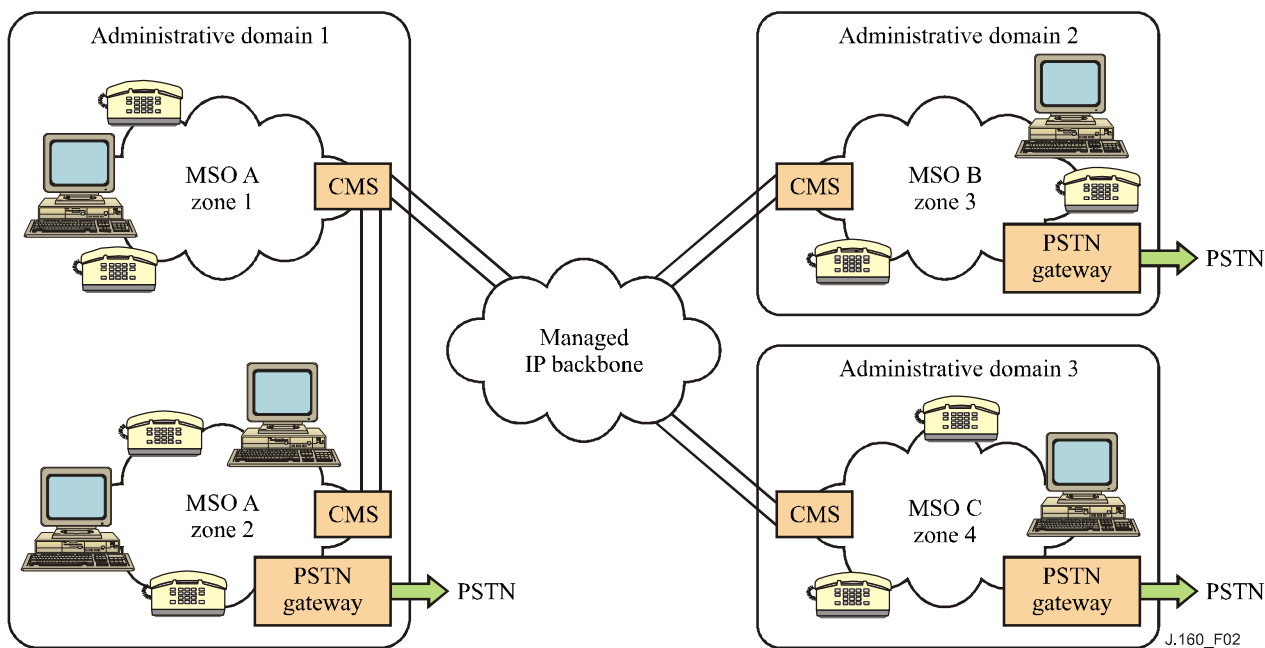 Administrative domain 1
MSO A
zone 1
CMS
MSO A
zone 2
CMS
PSTN
gateway
PSTN
Managed
IP backbone
Administrative domain 2
CMS
MSO B
zone 3
PSTN
gateway
PSTN
Administrative domain 3
CMS
MSO C
zone 4
PSTN
gateway
PSTN
J.160_F02